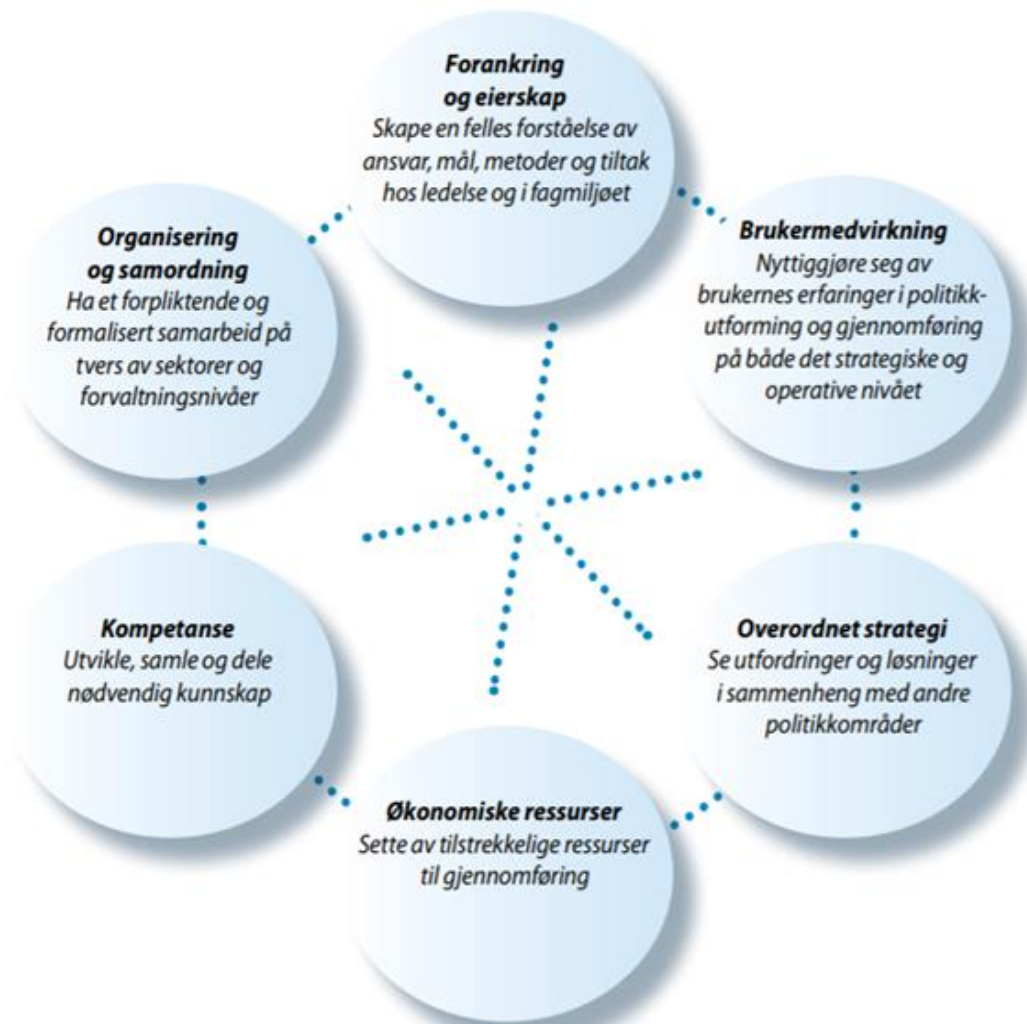 Forankring
og eierskap
Skape en felles forståelse av
ansvar, mål, metoder og tiltak
hos ledelse og i fagmiljøet
Brukermedvirkning
Nyttiggjøre seg av
brukernes erfaringer i politikk-
utforming og gjennomføring
på både det strategiske og
operative nivået
Overordnet strategi
Se utfordringer og løsninger
i sammenheng med andre
politikkområder
Økonomiske ressurser
Sette av tilstrekkelige ressurser
til gjennomføring
Kompetanse
Utvikle, samle og dele
nødvendig kunnskap
Organisering
og samordning
Ha et forpliktende og
formalisert samarbeid på
tvers av sektorer og
forvaltningsnivåer